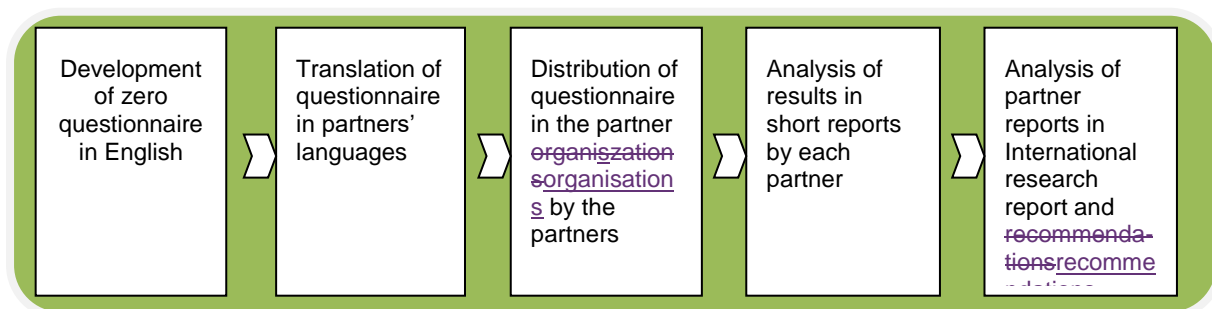 Development
of zero
questionnaire
in English
Translation of
questionnaire
in partners’
languages
Distribution of
questionnaire
in the partner
organiszation
sorganisation
s by the
partners
Analysis of
results in
short reports
by each
partner
Analysis of
partner
reports in
International
research
report and
recommenda-
tionsrecomme